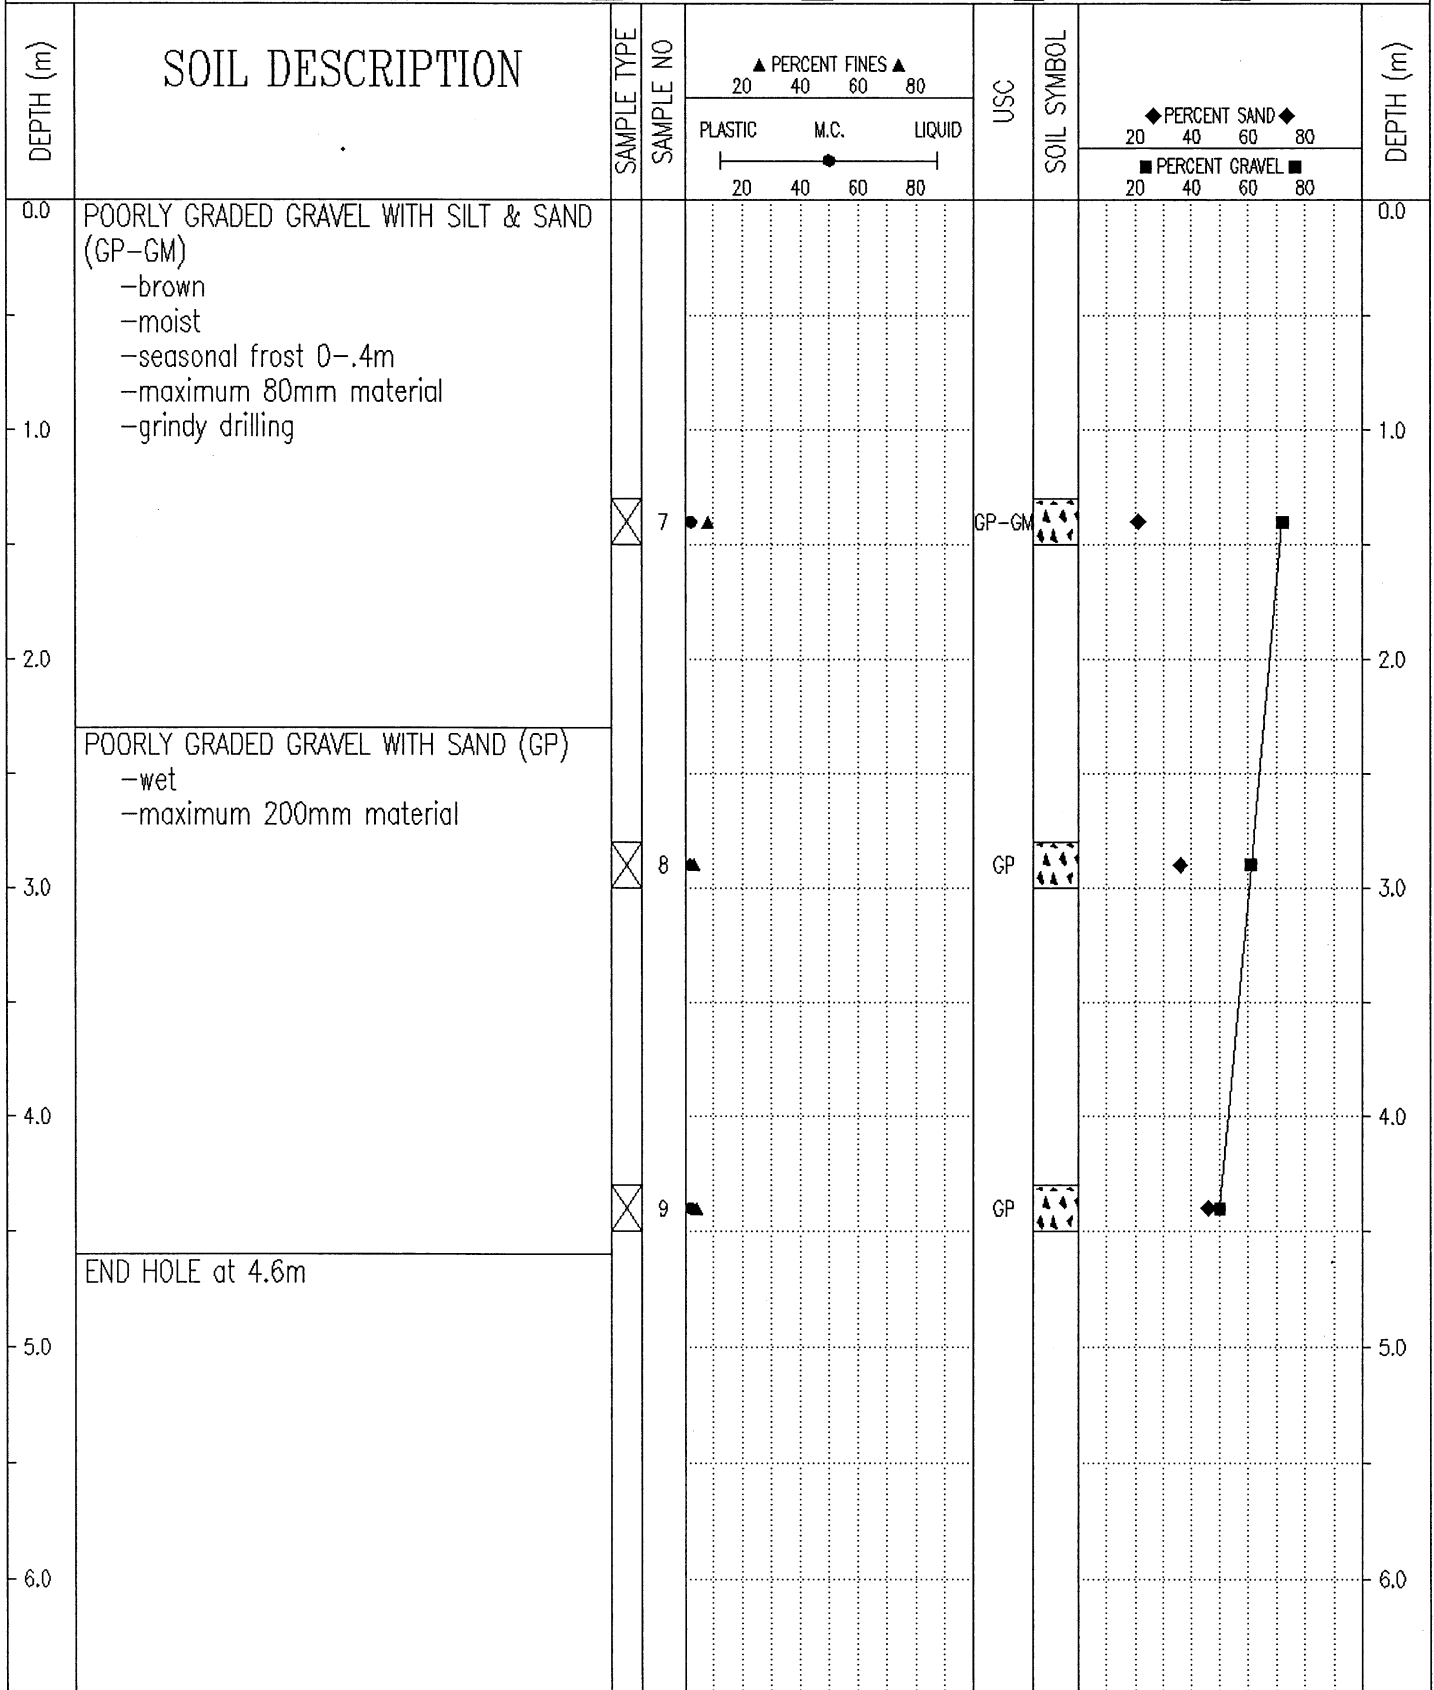 DEPTH (m)
SOIL DESCRIPTION
SAMPLE TYPE
SAMPLE NO
▲ PERCENT FINES ▲
20 40 60 80
PLASTIC M.C. LIQUID
20 40 60 80
USC
SOIL SYMBOL
◆ PERCENT SAND ◆
20 40 60 80
■ PERCENT GRAVEL ■
20 40 60 80
DEPTH (m)
0.0 POORLY GRADED GRAVEL WITH SILT & SAND 0.0
(GP-GM)
-brown
-moist
-seasonal frost 0-.4m
-maximum 80mm material
1.0 -grindy drilling 1.0
7 GP-GM
2.0 2.0
POORLY GRADED GRAVEL WITH SAND (GP)
-wet
-maximum 200mm material
8 GP
3.0 3.0
4.0 4.0
9 GP
END HOLE at 4.6m
5.0 5.0
6.0 6.0